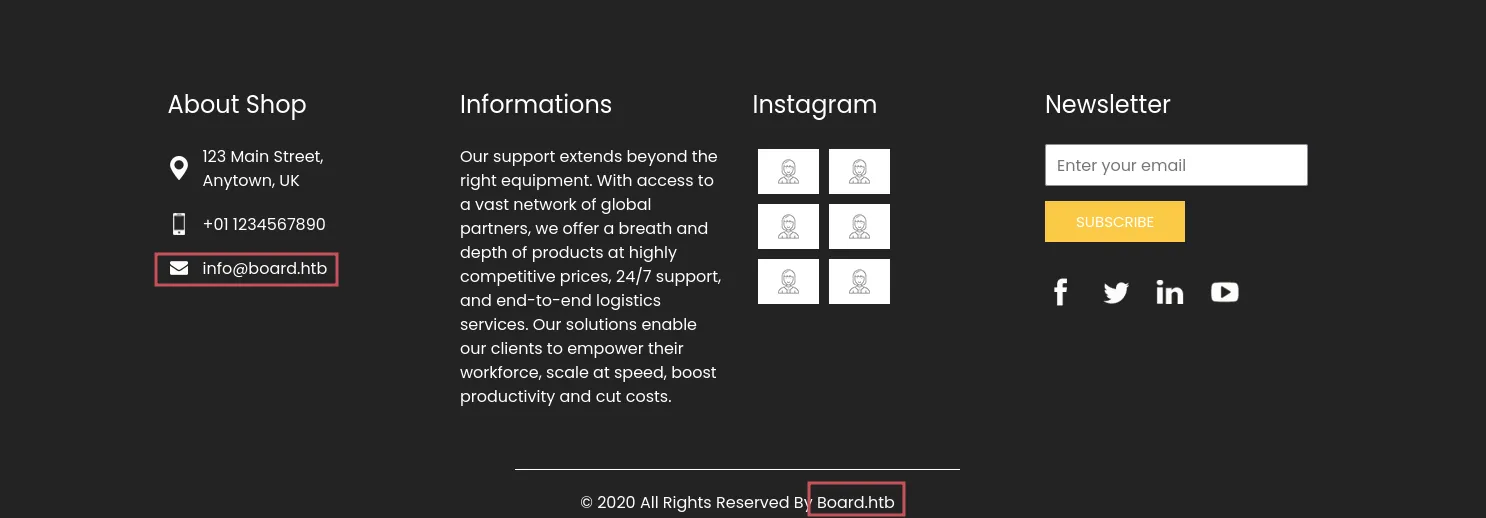 About Shop
123 Main Street,
Anytown, UK
+01 1234567890
info@board.htb
Informations
Our support extends beyond the
right equipment. With access to
a vast network of global
partners, we offer a breath and
depth of products at highly
competitive prices, 24/7 support,
and end-to-end logistics
services. Our solutions enable
our clients to empower their
workforce, scale at speed, boost
productivity and cut costs.
Instagram
Newsletter
Enter your email
SUBSCRIBE
© 2020 All Rights Reserved By Board.htb